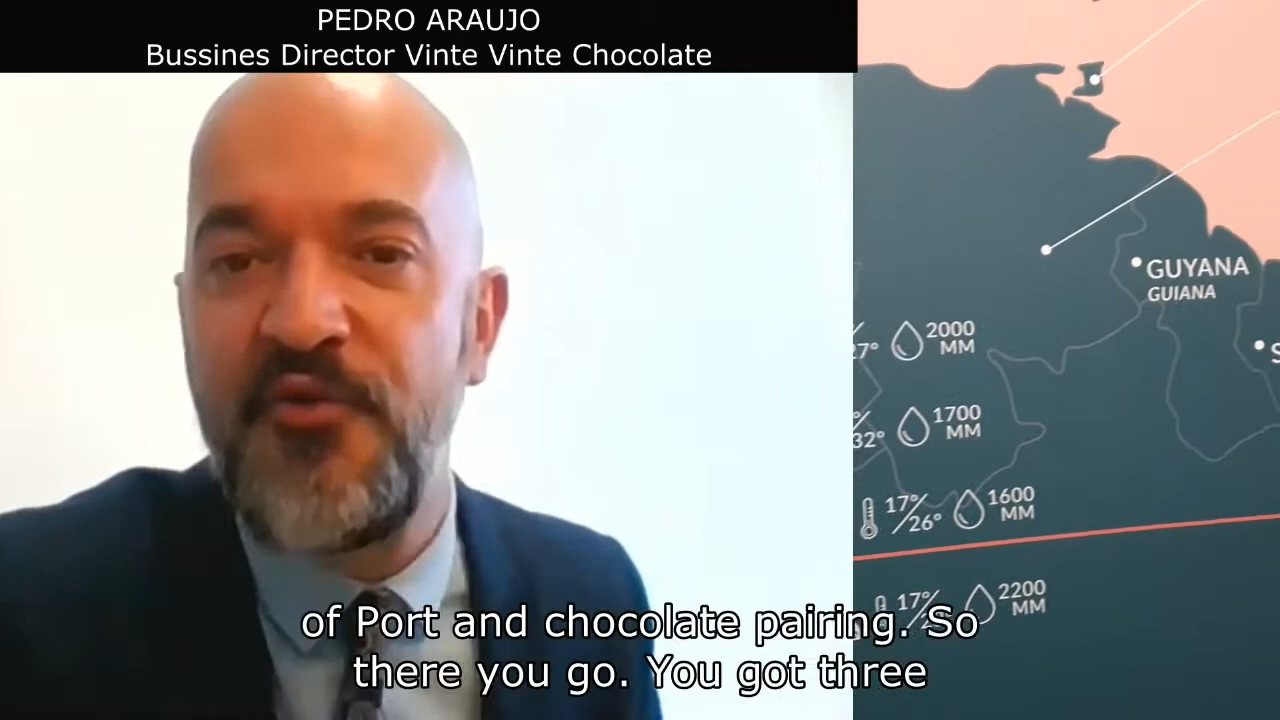 PEDRO ARAUJO
Bussines Director Vinte Vinte Chocolate
GUYANA
GUIANA
2000
MM
1700
MM
32°
17°/26°
1600
MM
17°/
2200
MM
of Port and chocolate pairing. So
there you go. You got three